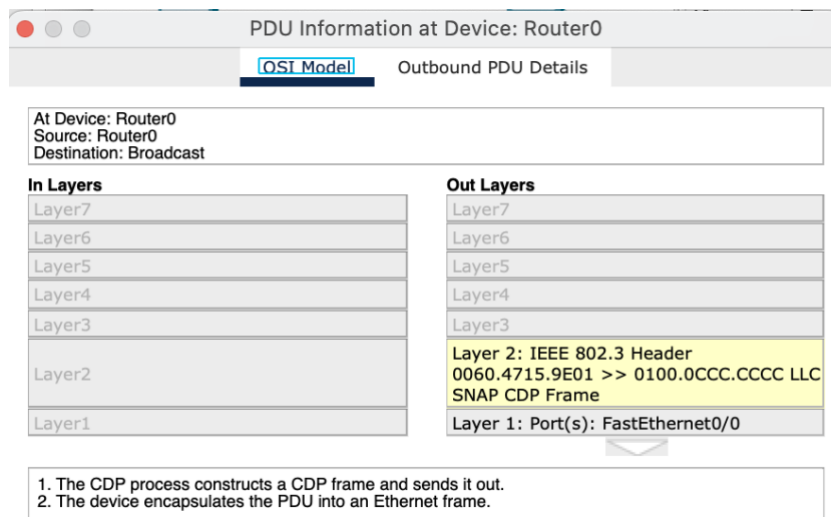 PDU Information at Device: Router0
OSI Model Outbound PDU Details
At Device: Router0
Source: Router0
Destination: Broadcast
In Layers
Layer7
Layer6
Layer5
Layer4
Layer3
Layer2
Layer1
Out Layers
Layer7
Layer6
Layer5
Layer4
Layer3
Layer 2: IEEE 802.3 Header
0060.4715.9E01 >> 0100.0CCC.CCCC LLC
SNAP CDP Frame
Layer 1: Port(s): FastEthernet0/0
1. The CDP process constructs a CDP frame and sends it out.
2. The device encapsulates the PDU into an Ethernet frame.